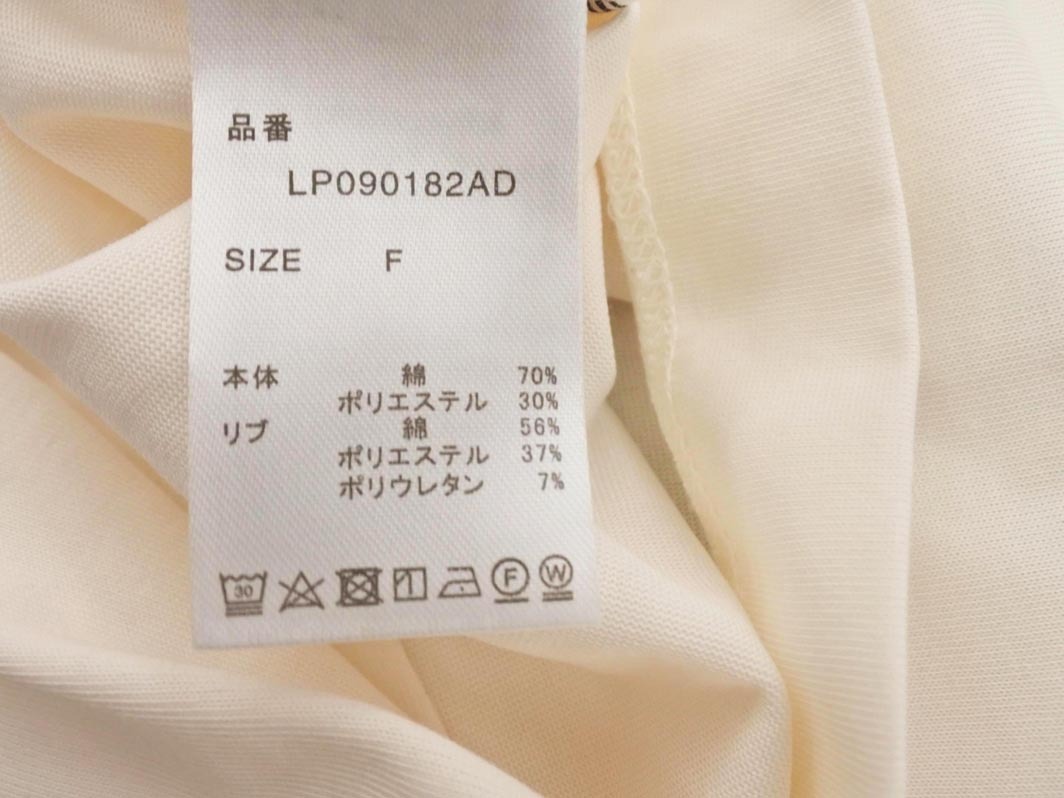 品番
LP090182AD
SIZE F
本体 綿 70%
ポリエステル 30%
リブ 綿 56%
ポリエステル 37%
ポリウレタン 7%
30 F W